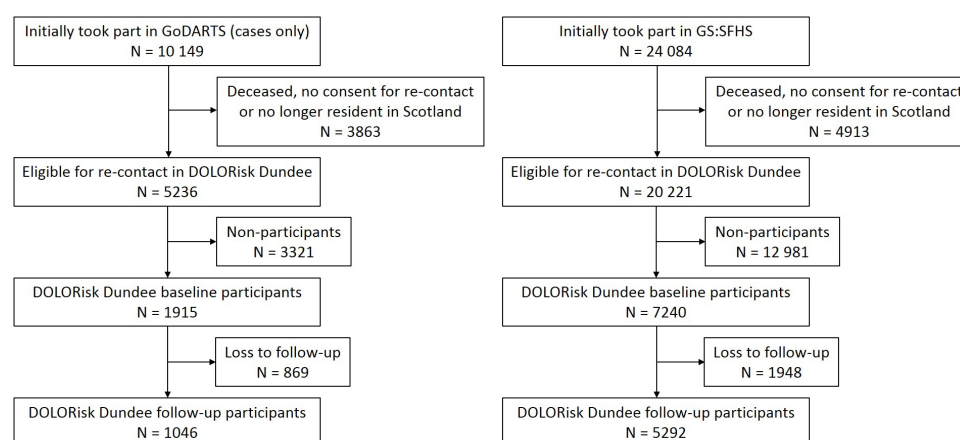 Initially took part in GoDARTS (cases only)
N = 10 149
Deceased, no consent for re-contact
or no longer resident in Scotland
N = 3863
Eligible for re-contact in DOLORisk Dundee
N = 5236
Non-participants
N = 3321
DOLORisk Dundee baseline participants
N = 1915
Loss to follow-up
N = 869
DOLORisk Dundee follow-up participants
N = 1046
Initially took part in GS:SFHS
N = 24 084
Deceased, no consent for re-contact
or no longer resident in Scotland
N = 4913
Eligible for re-contact in DOLORisk Dundee
N = 20 221
Non-participants
N = 12 981
DOLORisk Dundee baseline participants
N = 7240
Loss to follow-up
N = 1948
DOLORisk Dundee follow-up participants
N = 5292